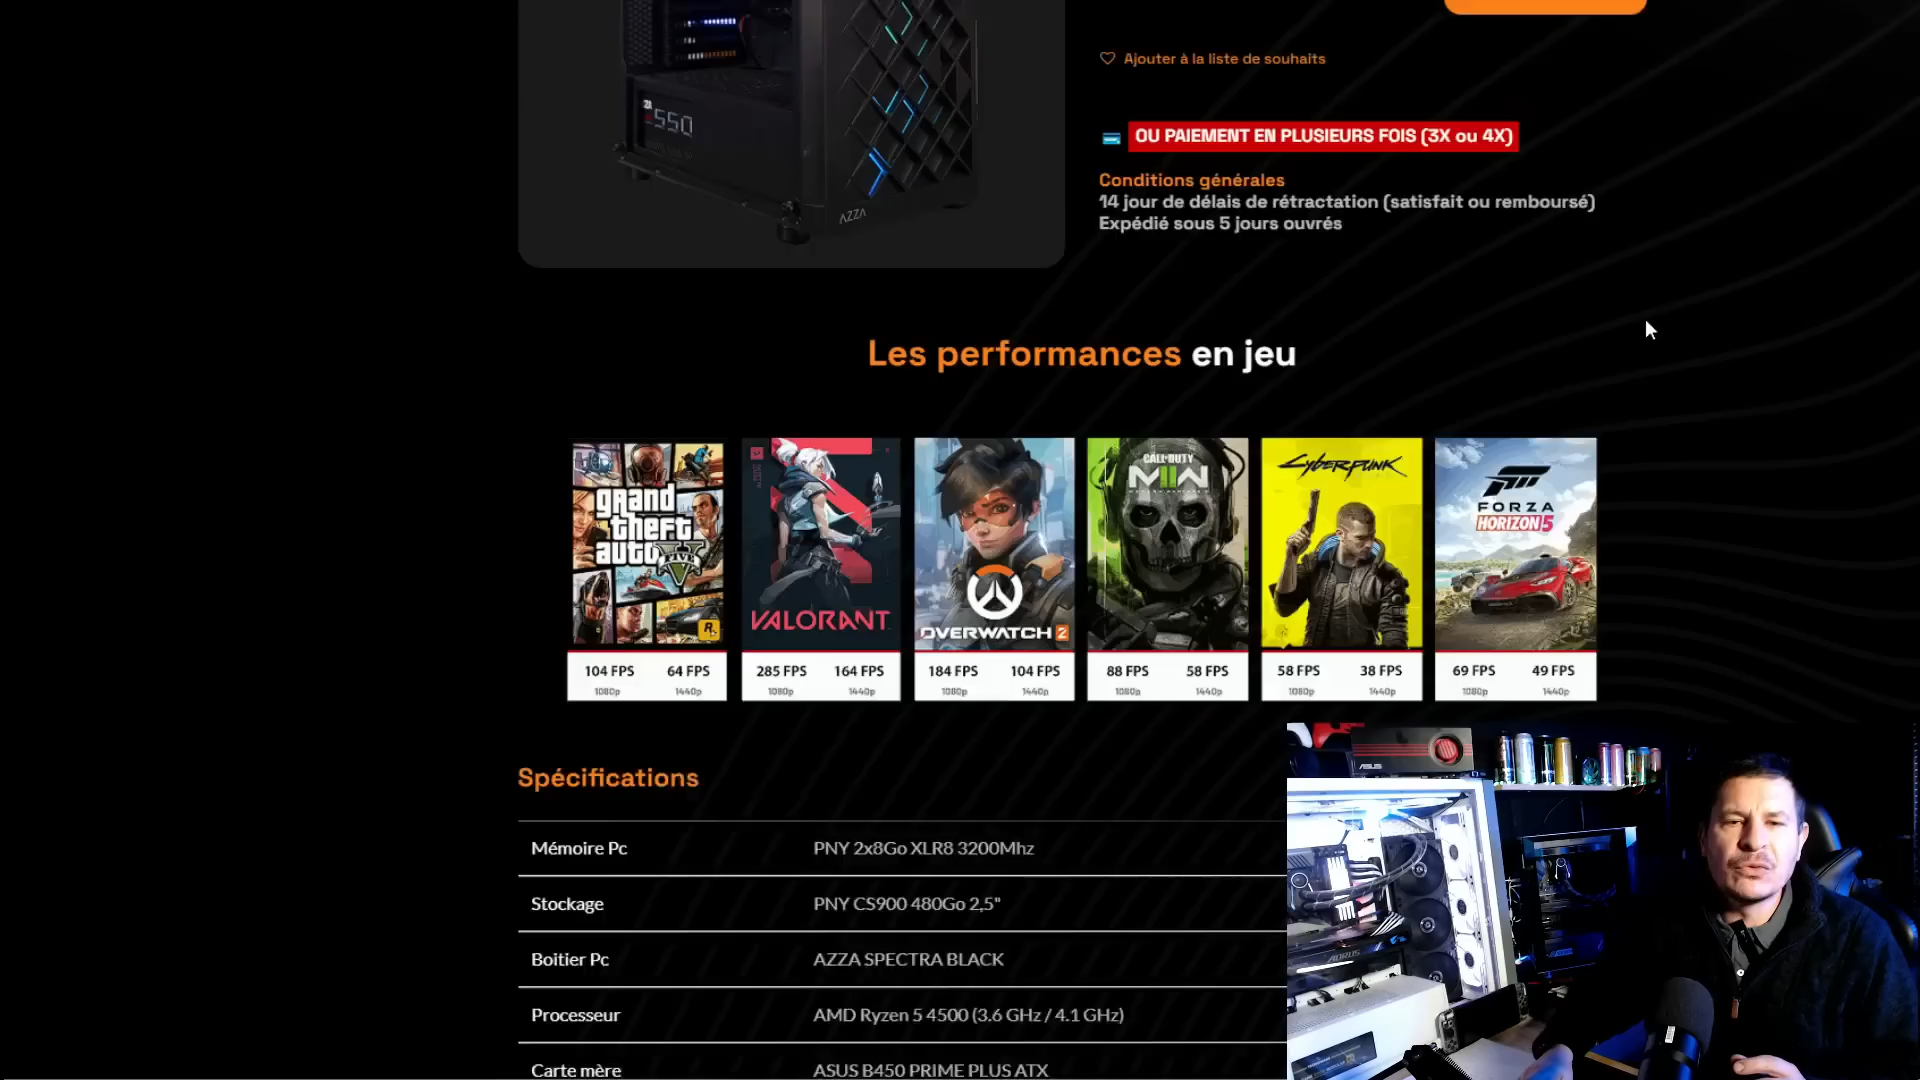 550
AZZA
Ajouter à la liste de souhaits
OU PAIEMENT EN PLUSIEURS FOIS (3X ou 4X)
Conditions générales
14 jour de délais de rétractation (satisfait ou remboursé)
Expédié sous 5 jours ouvrés
Les performances en jeu
grand theft auto V
FIVE
R
VALORANT
OVERWATCH 2
CALL OF DUTY
MWII
CYBERPUNK
FORZA
HORIZON 5
104 FPS 64 FPS
1080p 1440p
285 FPS 164 FPS
1080p 1440p
184 FPS 104 FPS
1080p 1440p
88 FPS 58 FPS
1080p 1440p
58 FPS 38 FPS
1080p 1440p
69 FPS 49 FPS
1080p 1440p
Spécifications
Mémoire Pc PNY 2x8Go XLR8 3200Mhz
Stockage PNY CS900 480Go 2,5"
Boitier Pc AZZA SPECTRA BLACK
Processeur AMD Ryzen 5 4500 (3.6 GHz / 4.1 GHz)
Carte mère ASUS B450 PRIME PLUS ATX
ASUS
AORUS